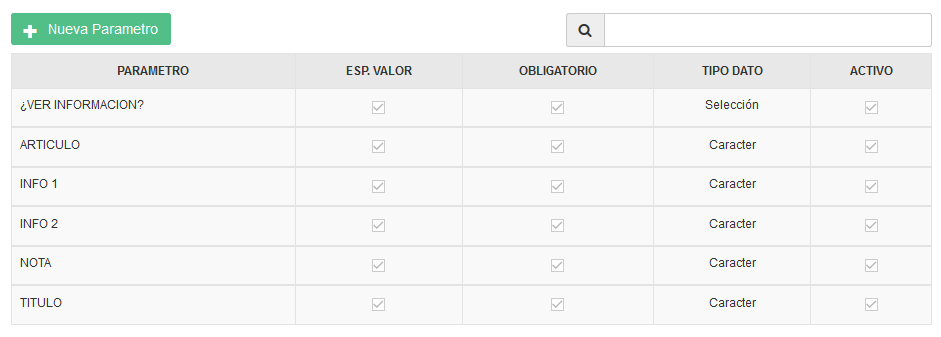 Nueva Parametro
PARAMETRO ESP. VALOR OBLIGATORIO TIPO DATO ACTIVO
¿VER INFORMACION? Selección
ARTICULO Caracter
INFO 1 Caracter
INFO 2 Caracter
NOTA Caracter
TITULO Caracter